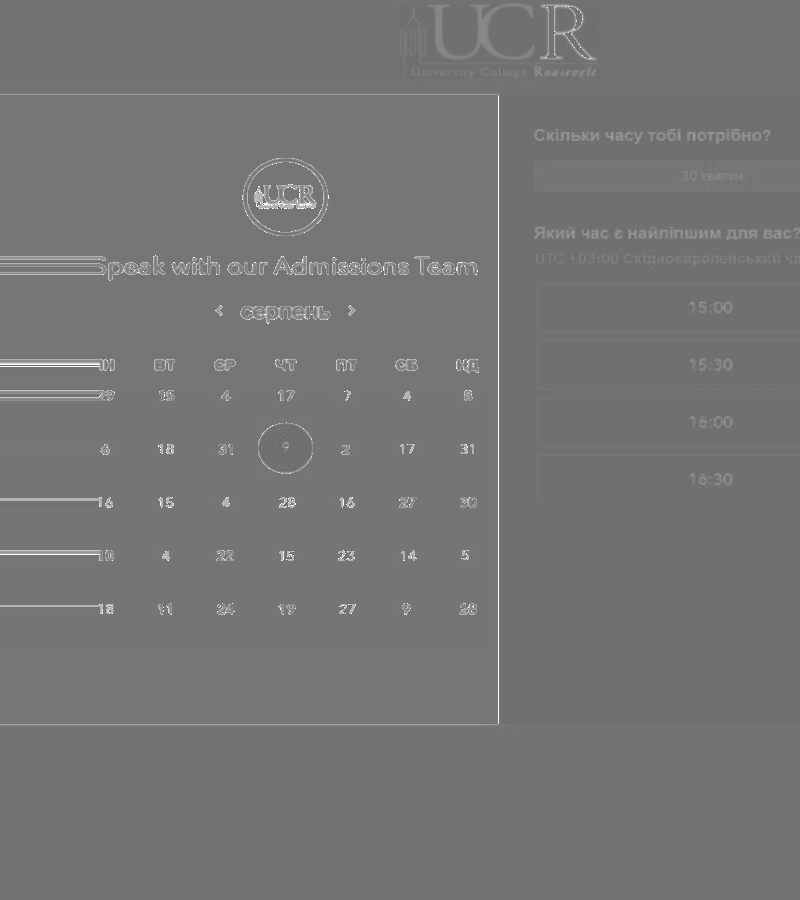 UCR
University College Roosevelt
UCR
Speak with our Admissions Team
серпень
ПН ВТ СР ЧТ ПТ СБ НД
29 15 4 17 7 4 8
6 18 31 9 2 17 31
16 15 4 28 16 27 30
10 4 22 15 23 14 5
18 11 24 19 27 9 28
Скільки часу тобі потрібно?
30 хвилин
Який час є найліпшим для вас?
UTC +03:00 Східноєвропейський
15:00
15:30
16:00
16:30